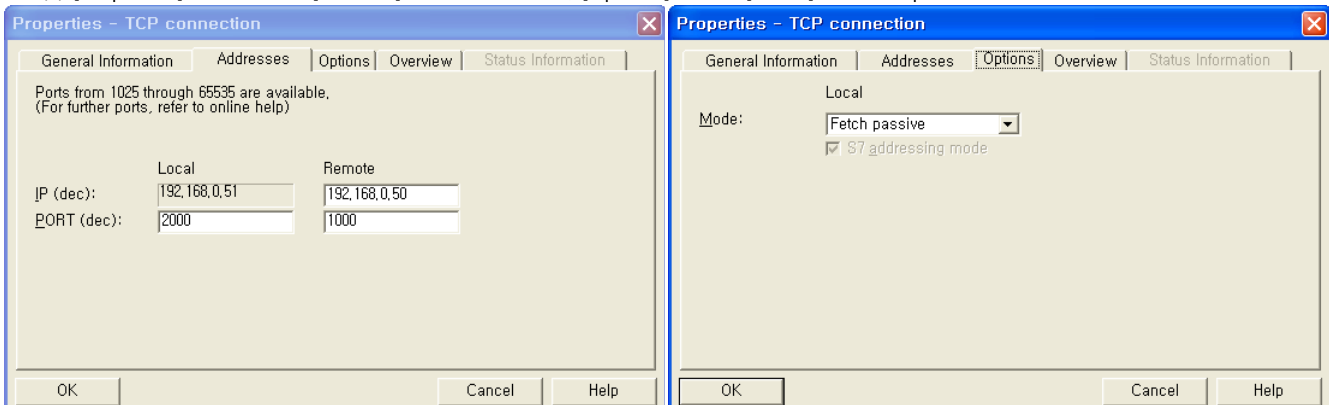 Properties - TCP connection
General Information Addresses Options Overview Status Information
Ports from 1025 through 65535 are available,
(For further ports, refer to online help)
Local Remote
IP (dec): 192,168,0,51 192,168,0,50
PORT (dec): 2000 1000
OK Cancel Help
Properties - TCP connection
General Information Addresses Options Overview Status Information
Local
Mode: Fetch passive
S7 addressing mode
OK Cancel Help